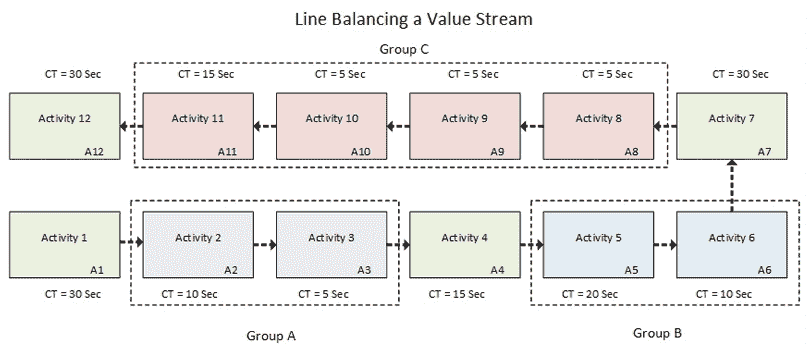 Line Balancing a Value Stream
Group C
CT = 30 Sec
CT = 15 Sec
CT = 5 Sec
CT = 5 Sec
CT = 5 Sec
CT = 30 Sec
Activity 12
A12
Activity 11
A11
Activity 10
A10
Activity 9
A9
Activity 8
A8
Activity 7
A7
Activity 1
A1
Activity 2
A2
Activity 3
A3
Activity 4
A4
Activity 5
A5
Activity 6
A6
CT = 30 Sec
CT = 10 Sec
CT = 5 Sec
CT = 15 Sec
CT = 20 Sec
CT = 10 Sec
Group A
Group B